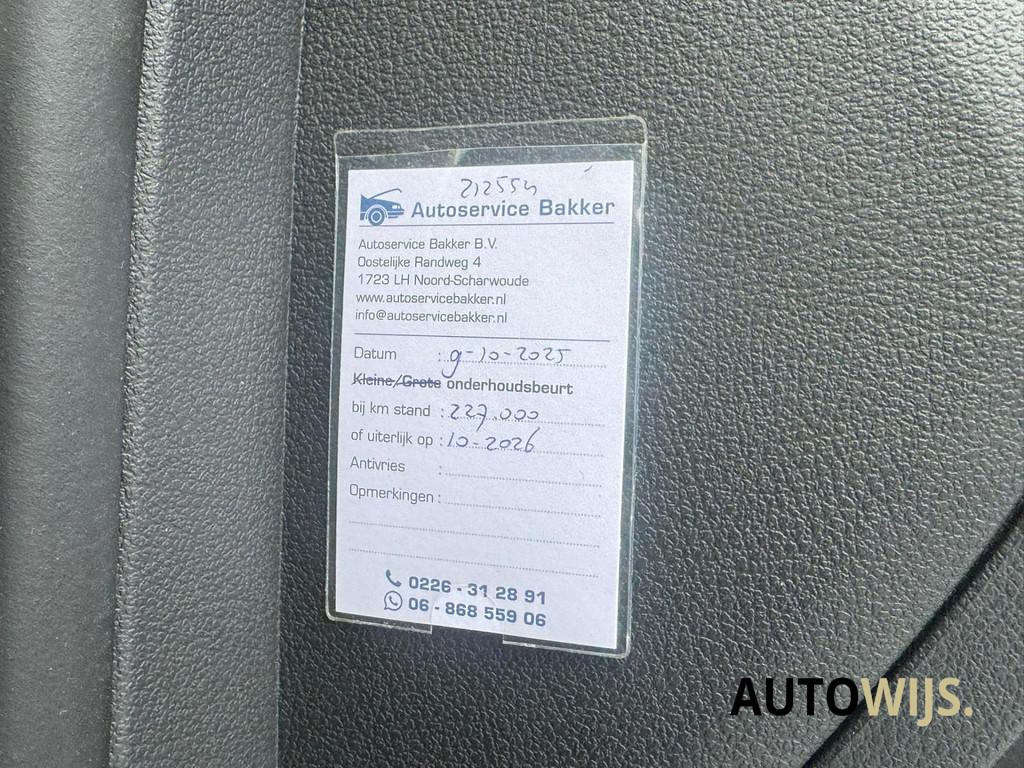 212554
Autoservice Bakker
Autoservice Bakker B.V.
Oostelijke Randweg 4
1723 LH Noord-Scharwoude
www.autoservicebakker.nl
info@autoservicebakker.nl
Datum : 9-10-2025
Kleine/Grote onderhoudsbeurt
bij km stand : 227.000
of uiterlijk op : 10-2026
Antivries :
Opmerkingen :
0226 - 31 28 91
06 - 868 559 06
AUTOWIJS.